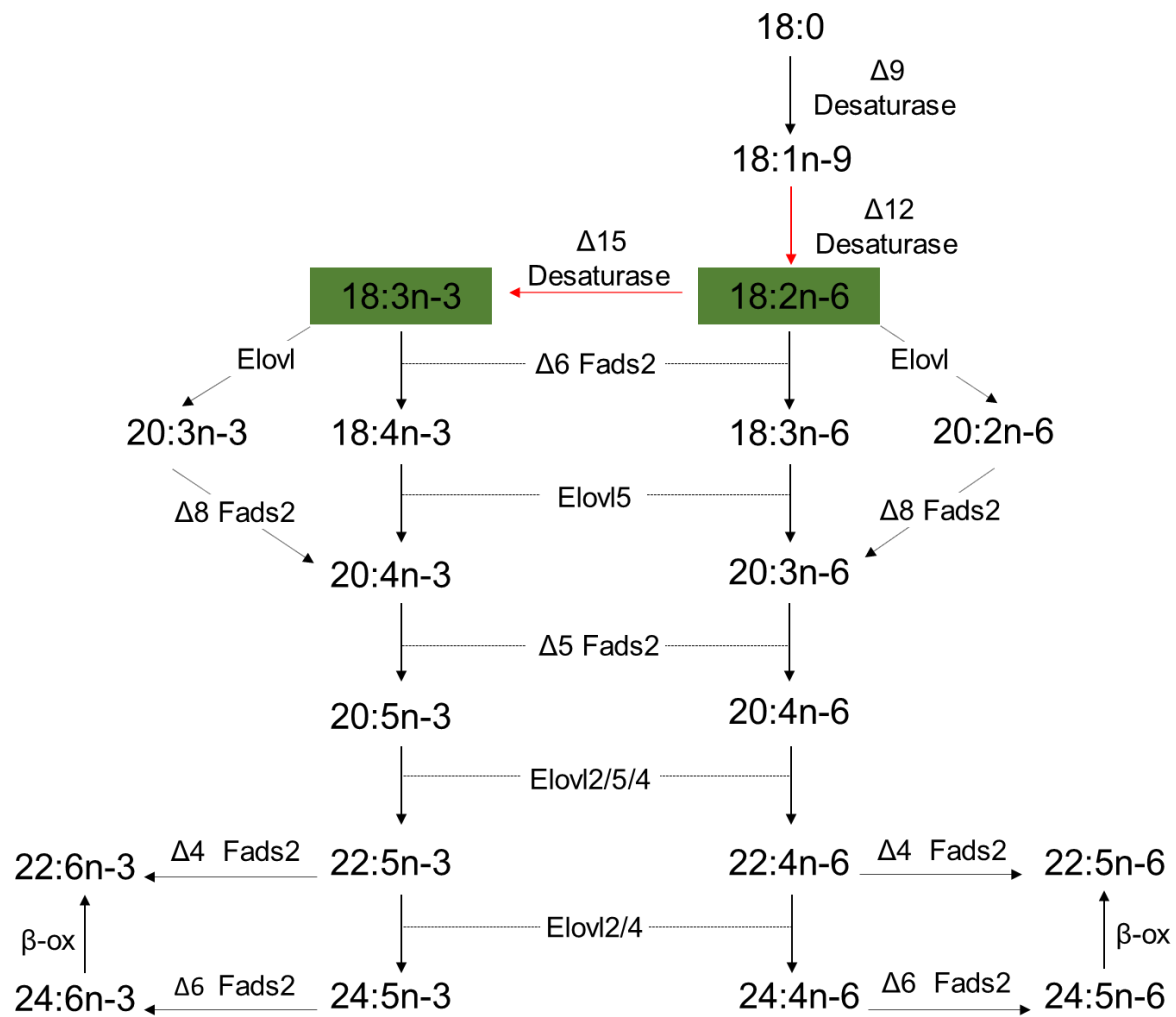 18:0
Δ9
Desaturase
18:1n-9
Δ12
Desaturase
Δ15
Desaturase
18:3n-3
18:2n-6
Elovl
Δ6 Fads2
Elovl
20:3n-3
18:4n-3
18:3n-6
20:2n-6
Δ8 Fads2
Elovl5
Δ8 Fads2
20:4n-3
20:3n-6
Δ5 Fads2
20:5n-3
20:4n-6
Elovl2/5/4
22:6n-3
Δ4 Fads2
22:5n-3
22:4n-6
Δ4 Fads2
22:5n-6
β-ox
Elovl2/4
β-ox
24:6n-3
Δ6 Fads2
24:5n-3
24:4n-6
Δ6 Fads2
24:5n-6